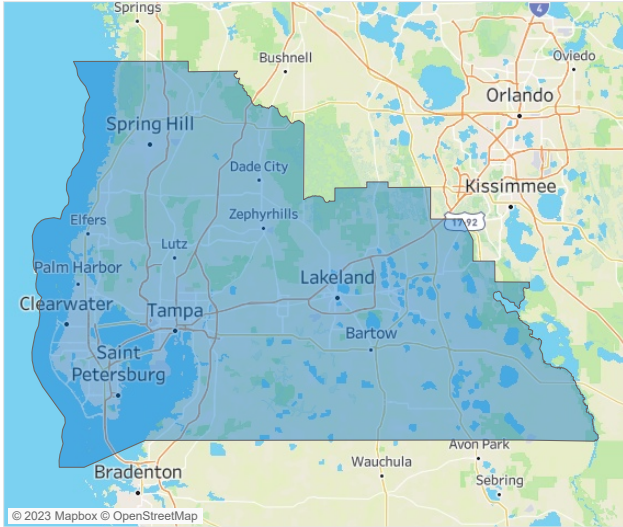 Springs
4
Bushnell
Oviedo
Orlando
Spring Hill
Dade City
Kissimmee
Zephyrhills
Elfers
17-92
Lutz
Palm Harbor
Lakeland
Clearwater
Tampa
Bartow
Saint
Petersburg
Avon Park
Wauchula
Bradenton
Sebring
© 2023 Mapbox © OpenStreetMap